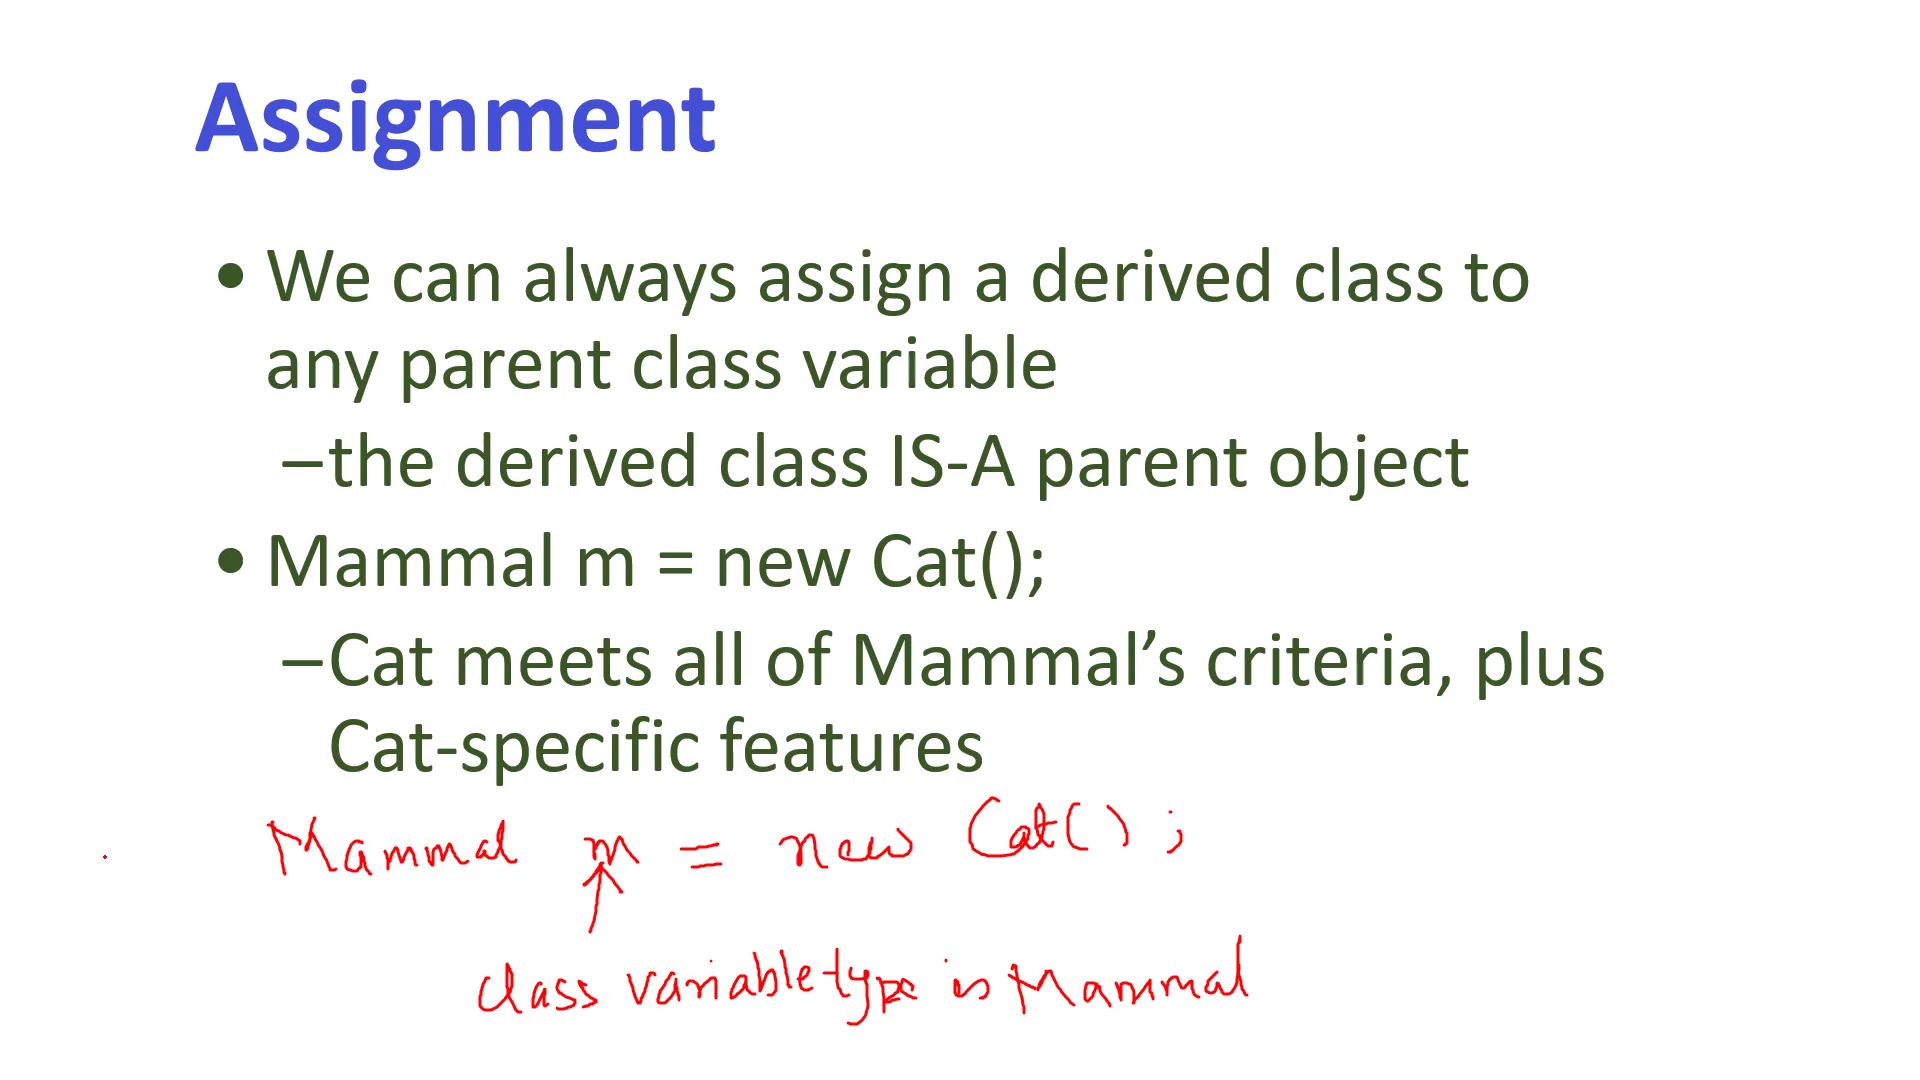 Assignment
• We can always assign a derived class to
any parent class variable
–the derived class IS-A parent object
• Mammal m = new Cat();
–Cat meets all of Mammal’s criteria, plus
Cat-specific features
Mammal m = new Cat() ;
class variable type is Mammal